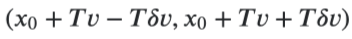 (x₀ + Tv − Tδv, x₀ + Tv + Tδv)